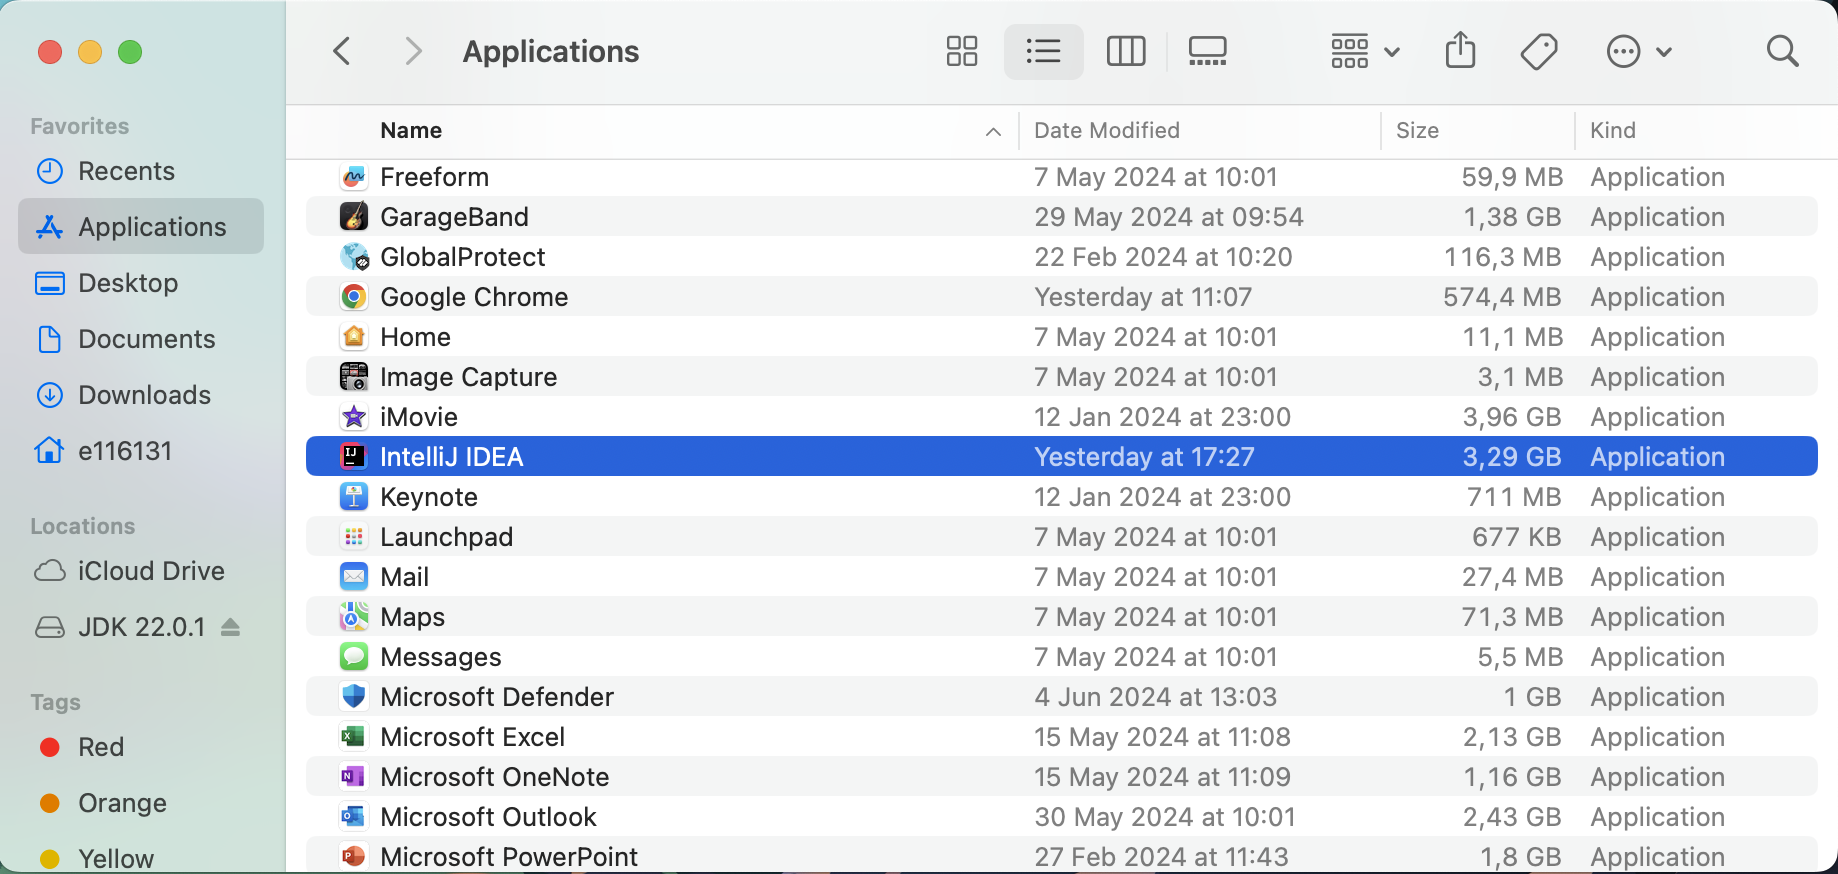 Applications
Favorites
Recents
Applications
Desktop
Documents
Downloads
e116131
Locations
iCloud Drive
JDK 22.0.1
Tags
Red
Orange
Yellow
Name Date Modified Size Kind
Freeform 7 May 2024 at 10:01 59,9 MB Application
GarageBand 29 May 2024 at 09:54 1,38 GB Application
GlobalProtect 22 Feb 2024 at 10:20 116,3 MB Application
Google Chrome Yesterday at 11:07 574,4 MB Application
Home 7 May 2024 at 10:01 11,1 MB Application
Image Capture 7 May 2024 at 10:01 3,1 MB Application
iMovie 12 Jan 2024 at 23:00 3,96 GB Application
IntelliJ IDEA Yesterday at 17:27 3,29 GB Application
Keynote 12 Jan 2024 at 23:00 711 MB Application
Launchpad 7 May 2024 at 10:01 677 KB Application
Mail 7 May 2024 at 10:01 27,4 MB Application
Maps 7 May 2024 at 10:01 71,3 MB Application
Messages 7 May 2024 at 10:01 5,5 MB Application
Microsoft Defender 4 Jun 2024 at 13:03 1 GB Application
Microsoft Excel 15 May 2024 at 11:08 2,13 GB Application
Microsoft OneNote 15 May 2024 at 11:09 1,16 GB Application
Microsoft Outlook 30 May 2024 at 10:01 2,43 GB Application
Microsoft PowerPoint 27 Feb 2024 at 11:43 1,8 GB Application